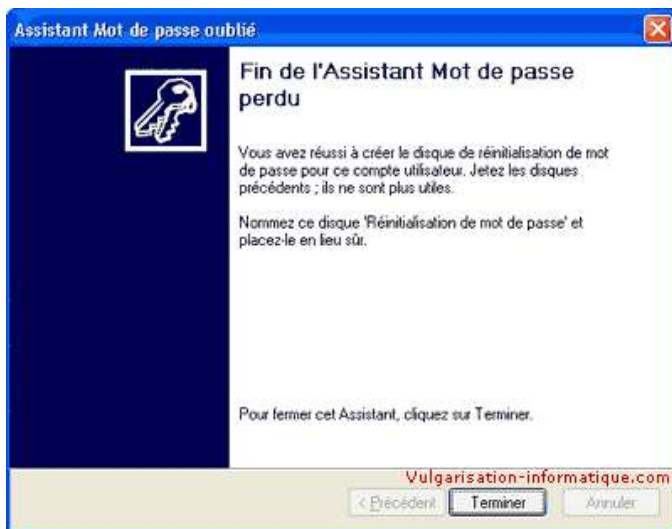 Assistant Mot de passe oublié
Fin de l'Assistant Mot de passe
perdu
Vous avez réussi à créer le disque de réinitialisation de mot
de passe pour ce compte utilisateur. Jetez les disques
précédents ; ils ne sont plus utiles.
Nommez ce disque 'Réinitialisation de mot de passe' et
placez-le en lieu sûr.
Pour fermer cet Assistant, cliquez sur Terminer.
Vulgarisation-informatique.com
< Précédent Terminer Annuler